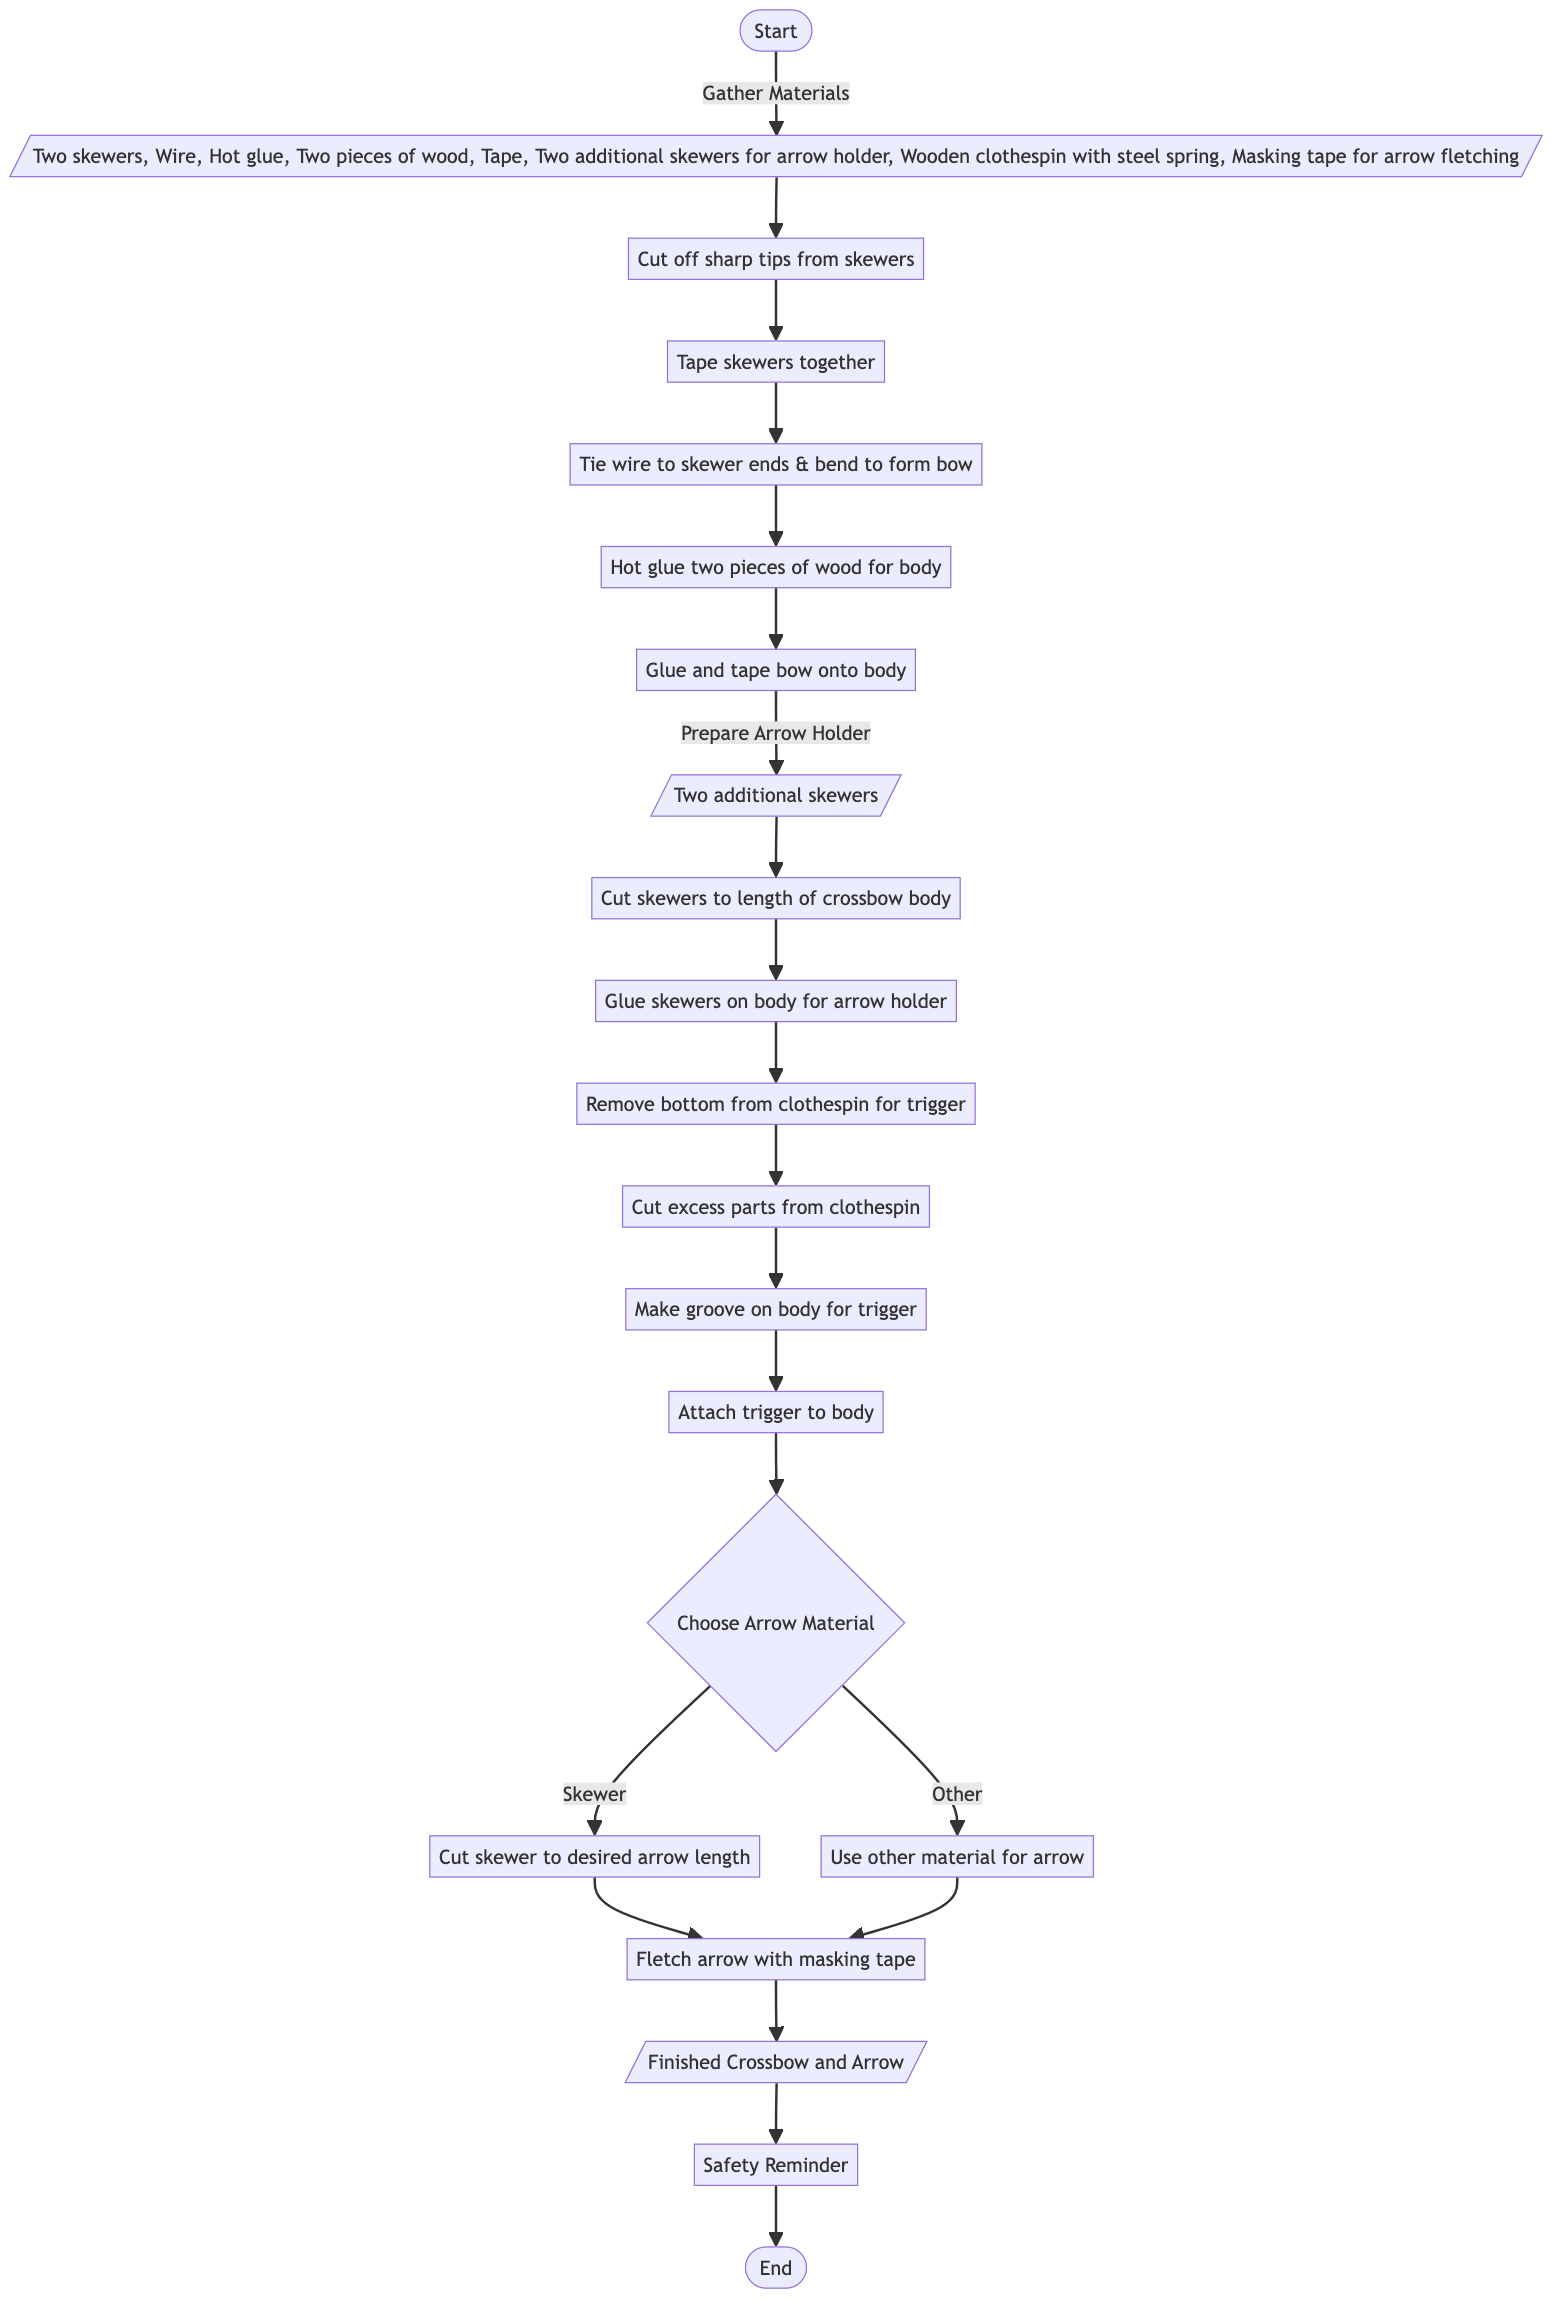 Start
Gather Materials
Two skewers, Wire, Hot glue, Two pieces of wood, Tape, Two additional skewers for arrow holder, Wooden clothespin with steel spring, Masking tape for arrow fletching
Cut off sharp tips from skewers
Tape skewers together
Tie wire to skewer ends & bend to form bow
Hot glue two pieces of wood for body
Glue and tape bow onto body
Prepare Arrow Holder
Two additional skewers
Cut skewers to length of crossbow body
Glue skewers on body for arrow holder
Remove bottom from clothespin for trigger
Cut excess parts from clothespin
Make groove on body for trigger
Attach trigger to body
Choose Arrow Material
Skewer
Other
Cut skewer to desired arrow length
Use other material for arrow
Fletch arrow with masking tape
Finished Crossbow and Arrow
Safety Reminder
End